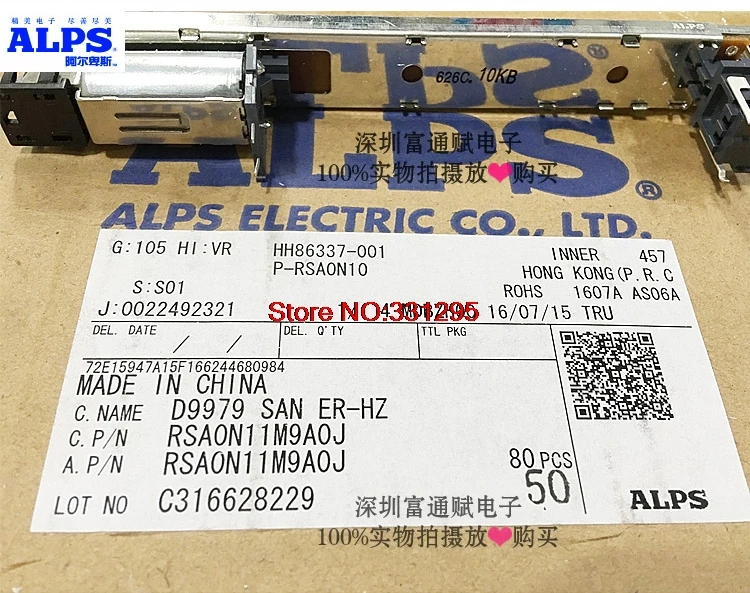 精美电子 尽善尽美
ALPS®
阿尔卑斯
ALPS
626C. 10KB
ALPS®
深圳富通赋电子
100%实物拍摄放❤购买
ALPS ELECTRIC CO., LTD.
G:105 HI:VR HH86337-001 INNER 457
P-RSA0N10 HONG KONG(P.R.C
S:S01 ROHS 1607A AS06A
J:0022492321 16/07/15 TRU
Store NO:331295
DEL. DATE DEL. Q'TY TTL PKG
/ /
72E15947A15F166244680984
MADE IN CHINA
C.NAME D9979 SAN ER-HZ
C.P/N RSA0N11M9A0J
A.P/N RSA0N11M9A0J 80 PCS
50
LOT NO C316628229 ALPS
深圳富通赋电子
100%实物拍摄放❤购买